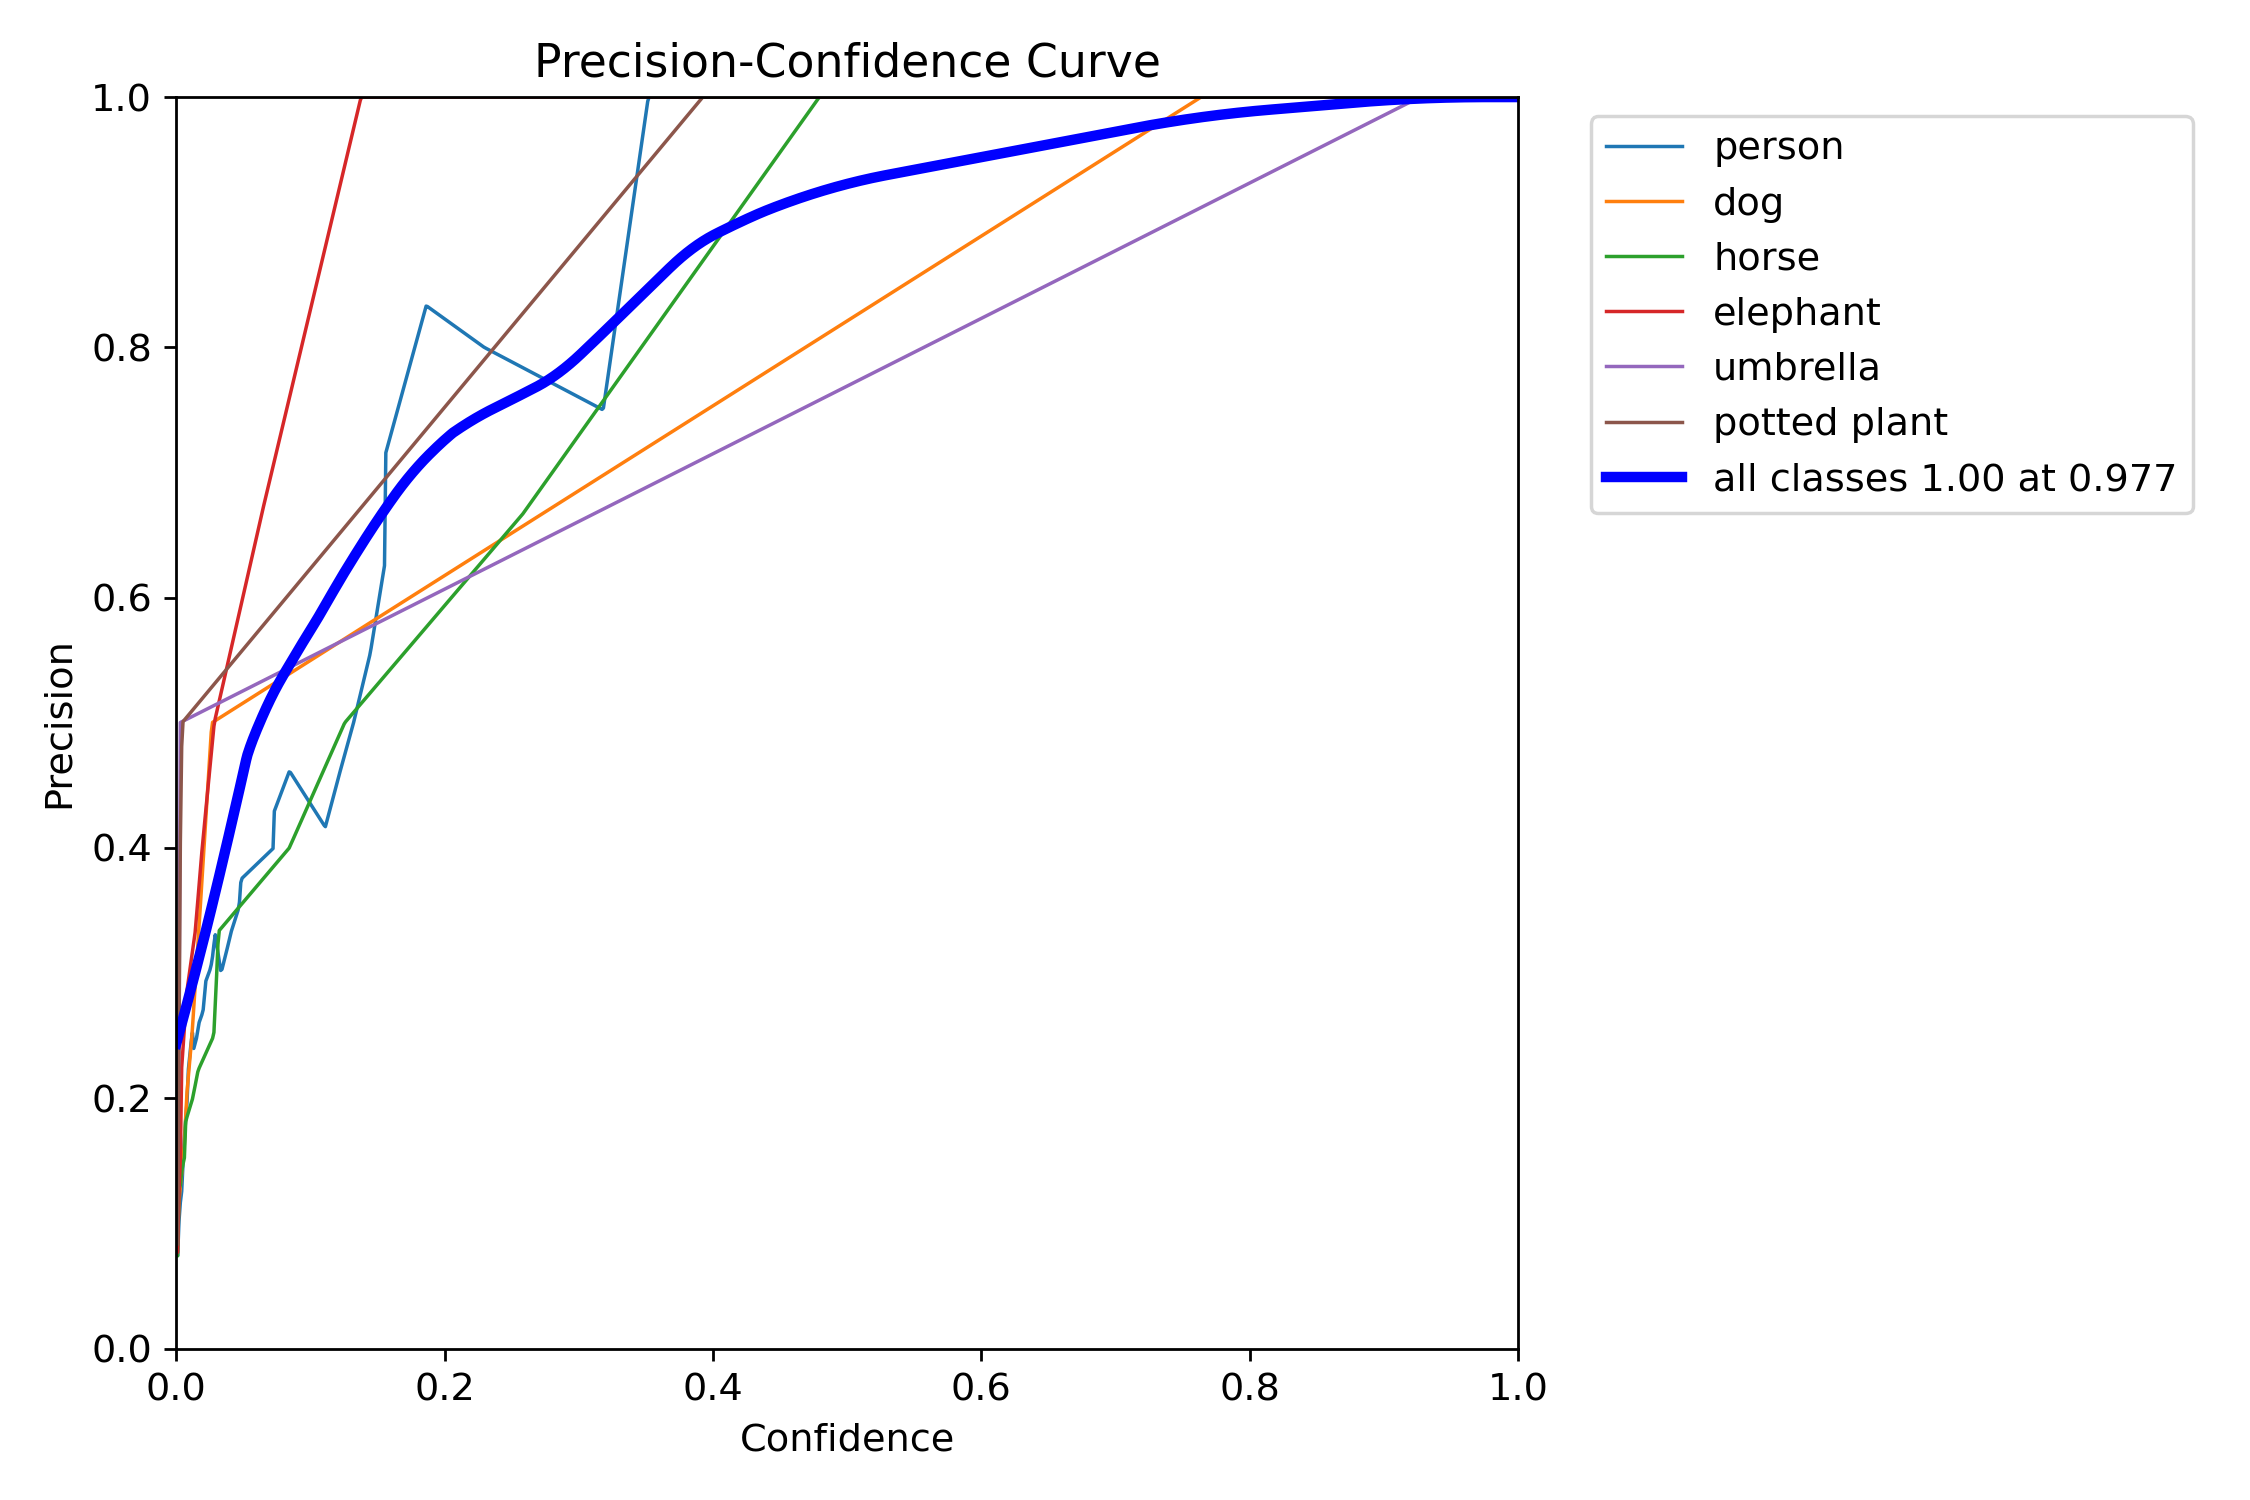 Precision-Confidence Curve
1.0
0.8
0.6
0.4
0.2
0.0
Precision
0.0 0.2 0.4 0.6 0.8 1.0
Confidence
person
dog
horse
elephant
umbrella
potted plant
all classes 1.00 at 0.977